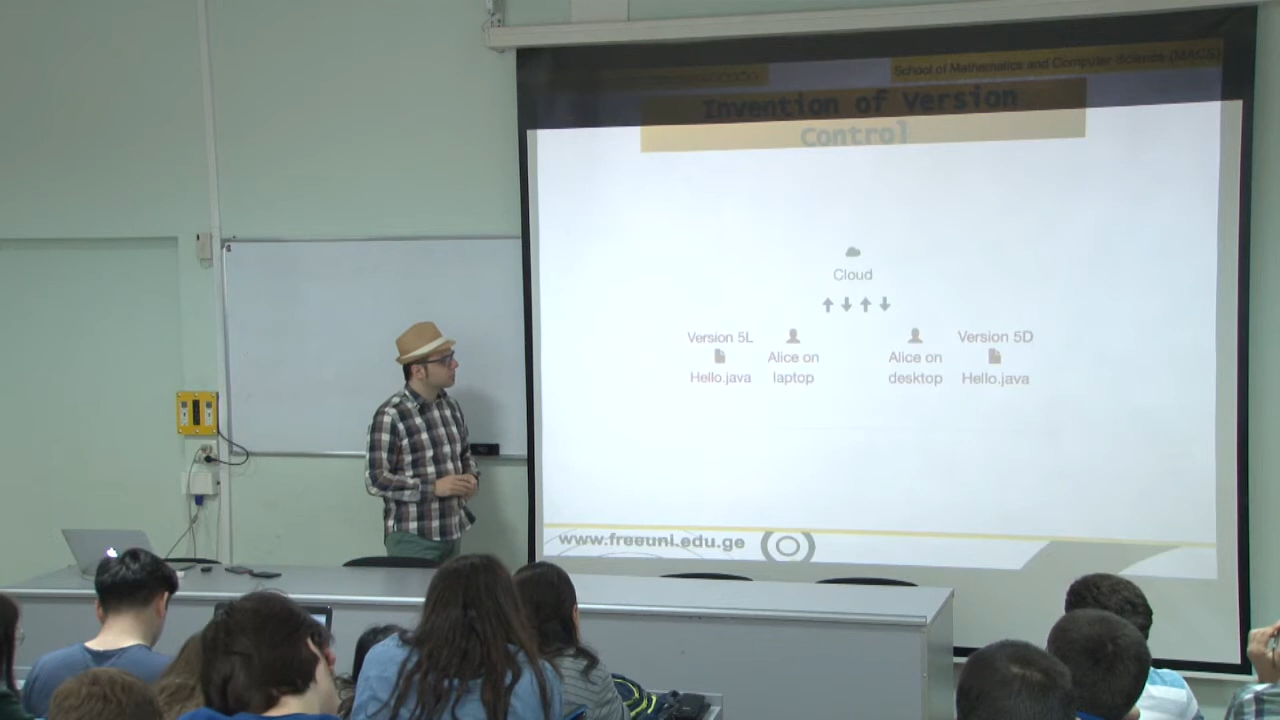 School of Mathematics and Computer Science (MACS)
Invention of Version
Control
Cloud
Version 5L
Hello.java
Alice on
laptop
Alice on
desktop
Version 5D
Hello.java
www.freeuni.edu.ge